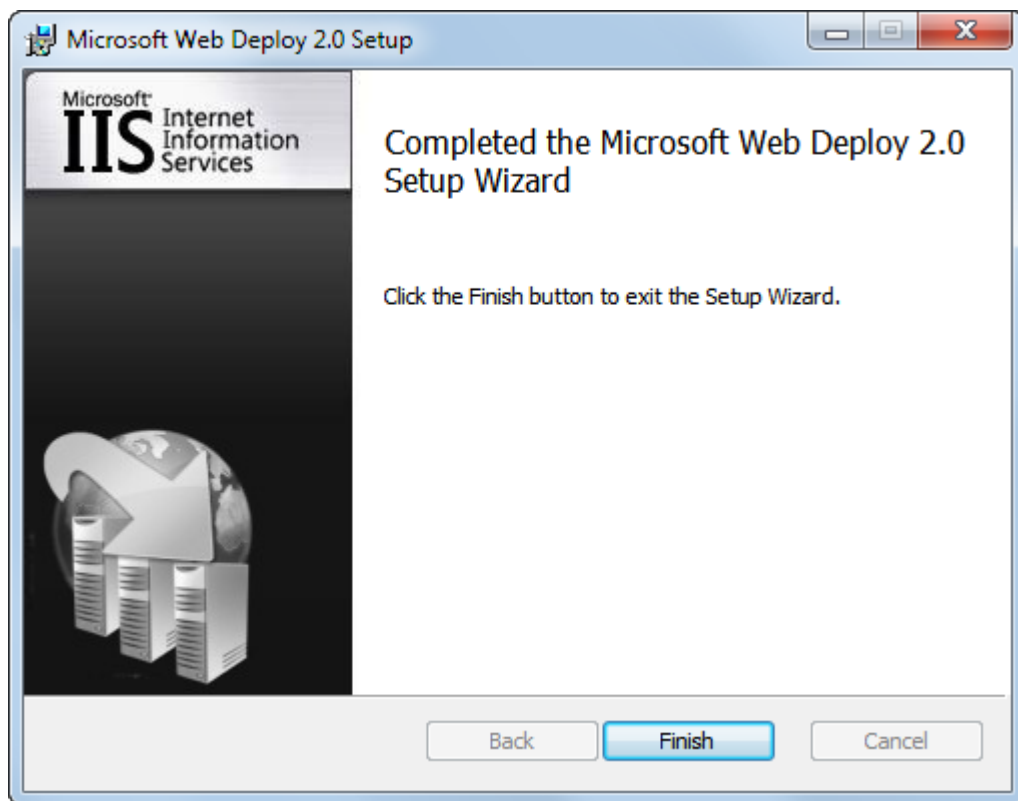 Microsoft Web Deploy 2.0 Setup
Microsoft
IIS Internet
Information
Services
Completed the Microsoft Web Deploy 2.0
Setup Wizard
Click the Finish button to exit the Setup Wizard.
Back Finish Cancel